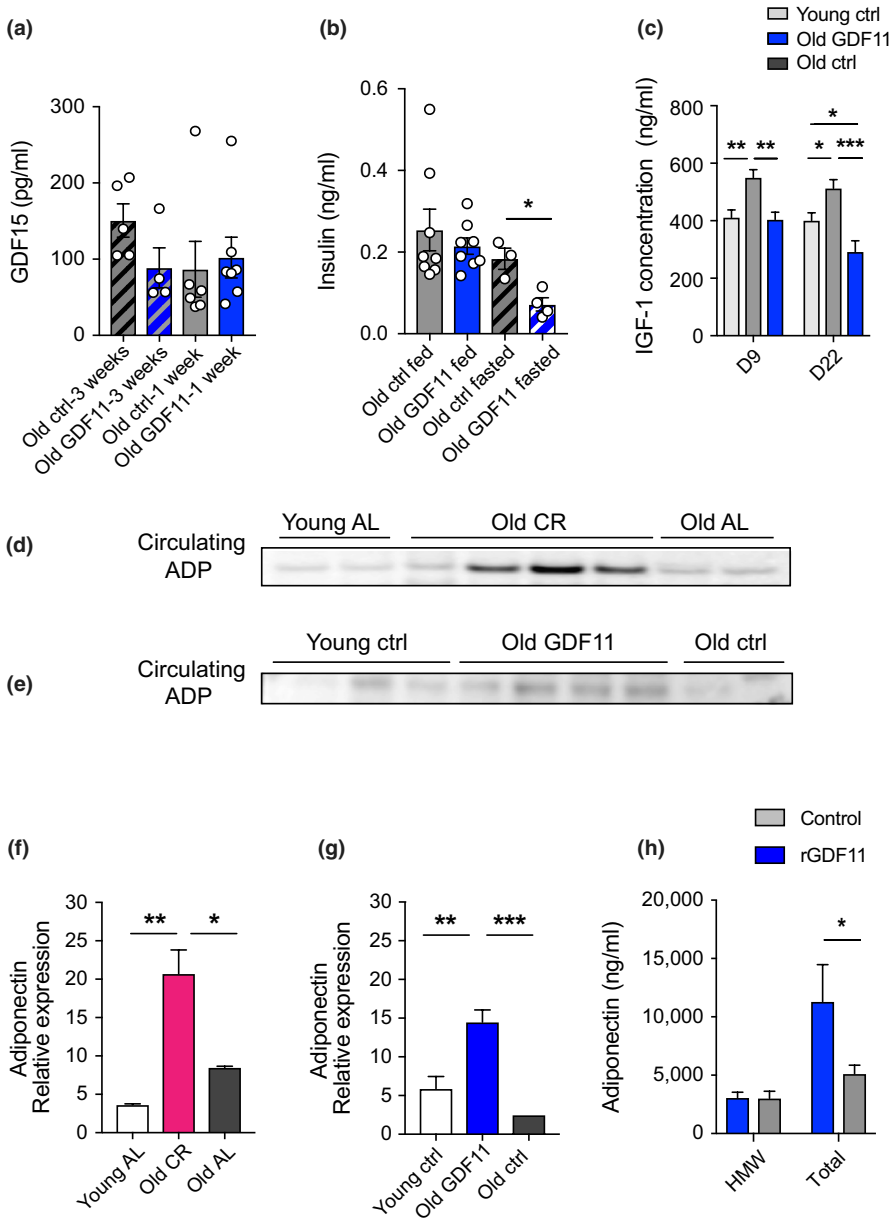 (a)
GDF15 (pg/ml)
300
200
100
0
Old ctrl-3 weeks
Old GDF11-3 weeks
Old ctrl-1 week
Old GDF11-1 week
(b)
Insulin (ng/ml)
0.6
0.4
0.2
0.0
*
Old ctrl fed
Old GDF11 fed
Old ctrl fasted
Old GDF11 fasted
(c)
Young ctrl
Old GDF11
Old ctrl
IGF-1 concentration (ng/ml)
800
600
400
200
0
** **
*
* ***
D9
D22
(d)
Circulating
ADP
Young AL
Old CR
Old AL
(e)
Circulating
ADP
Young ctrl
Old GDF11
Old ctrl
(f)
Adiponectin
Relative expression
30
25
20
15
10
5
0
** *
Young AL
Old CR
Old AL
(g)
Adiponectin
Relative expression
30
25
20
15
10
5
0
** ***
Young ctrl
Old GDF11
Old ctrl
(h)
Control
rGDF11
Adiponectin (ng/ml)
20,000
15,000
10,000
5,000
0
*
HMW
Total